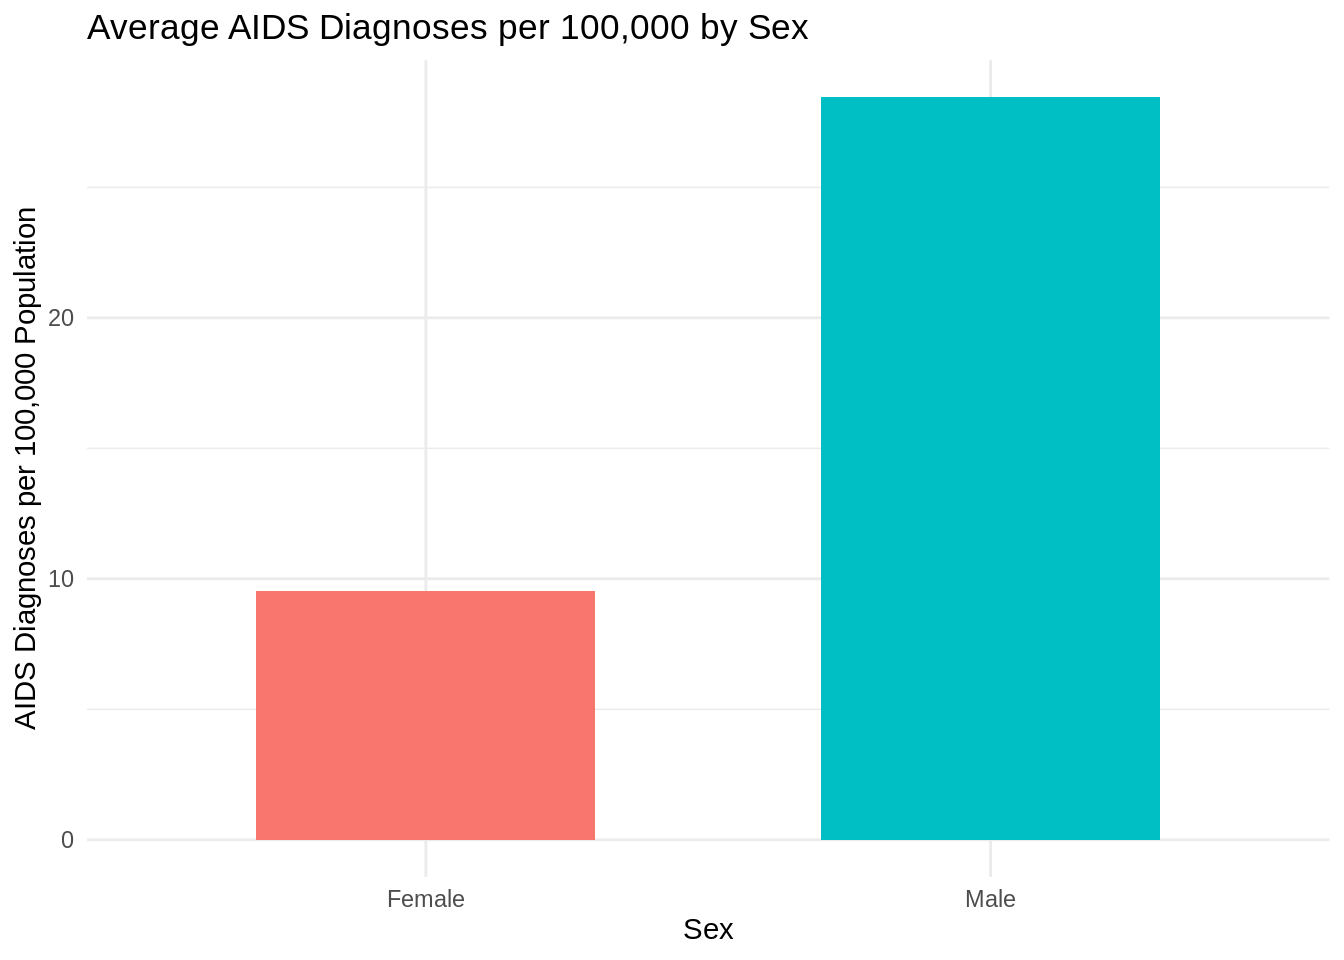 Average AIDS Diagnoses per 100,000 by Sex
AIDS Diagnoses per 100,000 Population
20
10
0
Female
Male
Sex